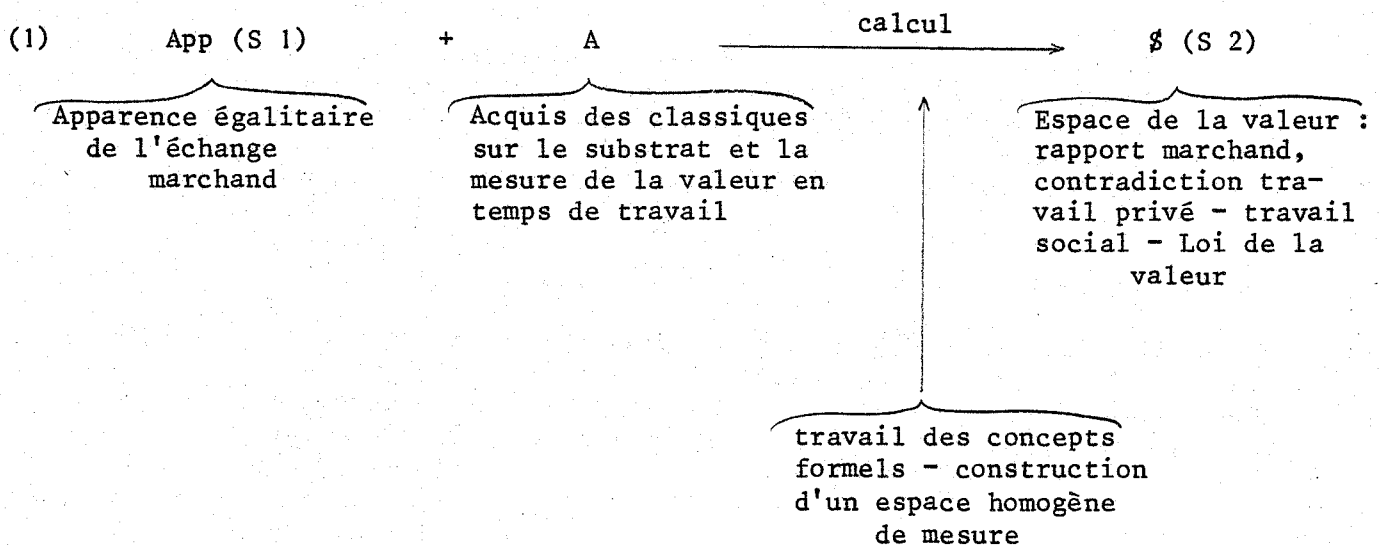 calcul
(1) App (S 1) + A $ (S 2)
Apparence égalitaire
de l'échange
marchand
Acquis des classiques
sur le substrat et la
mesure de la valeur en
temps de travail
Espace de la valeur :
rapport marchand,
contradiction tra-
vail privé - travail
social - Loi de la
valeur
travail des concepts
formels - construction
d'un espace homogène
de mesure